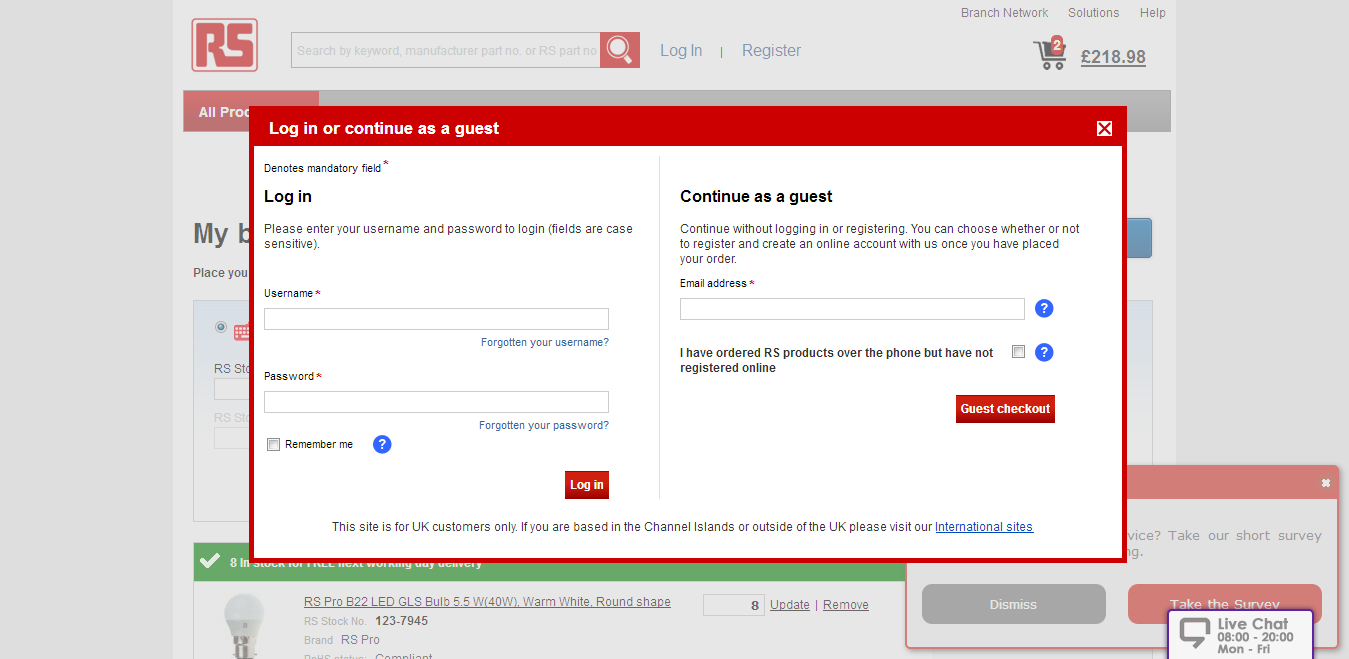 Branch Network Solutions Help
RS
Search by keyword, manufacturer part no. or RS part no
Log In | Register
2
£218.98
All
Log in or continue as a guest
Denotes mandatory field *
Log in
Please enter your username and password to login (fields are case
sensitive).
Username *
Forgotten your username?
Password *
Forgotten your password?
Remember me ?
Log in
Continue as a guest
Continue without logging in or registering. You can choose whether or not
to register and create an online account with us once you have placed
your order.
Email address *
?
I have ordered RS products over the phone but have not
registered online
?
Guest checkout
This site is for UK customers only. If you are based in the Channel Islands or outside of the UK please visit our International sites
My
Place you
RS
RS
8 In stock for FREE next working day delivery
RS Pro B22 LED GLS Bulb 5.5 W(40W), Warm White, Round shape
8 Update | Remove
RS Stock No. 123-7945
Brand RS Pro
RoHS status: Compliant
Take our short survey
Dismiss
Take the Survey
Live Chat
08:00 - 20:00
Mon - Fri